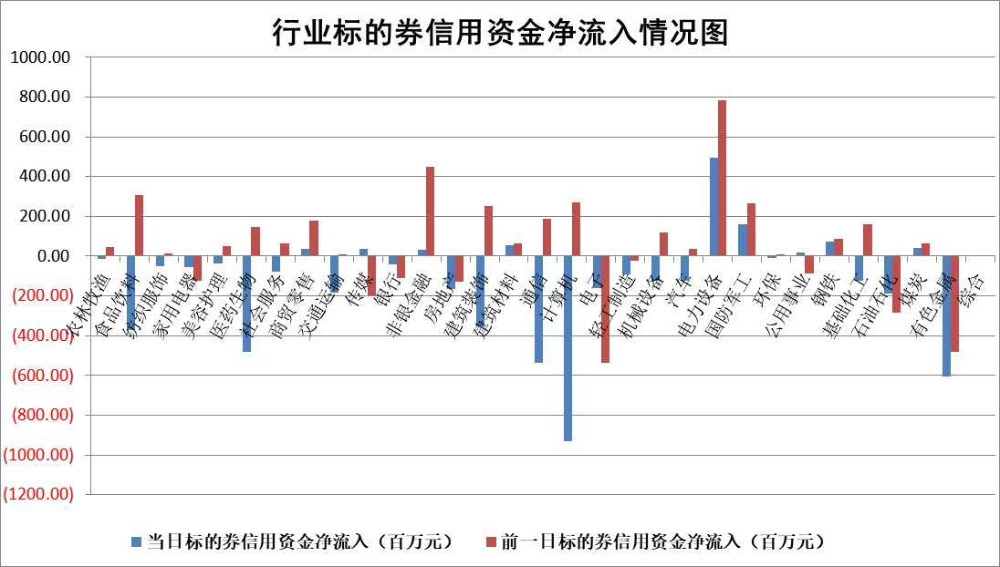 行业标的券信用资金净流入情况图
1000.00
800.00
600.00
400.00
200.00
0.00
(200.00)
(400.00)
(600.00)
(800.00)
(1000.00)
(1200.00)
农林牧渔
食品饮料
纺织服饰
家用电器
美容护理
医药生物
社会服务
商贸零售
交通运输
传媒
银行
非银金融
房地产
建筑装饰
建筑材料
通信
计算机
电子
轻工制造
机械设备
汽车
电力设备
国防军工
环保
公用事业
钢铁
基础化工
石油石化
煤炭
有色金属
综合
当日标的券信用资金净流入（百万元）
前一日标的券信用资金净流入（百万元）